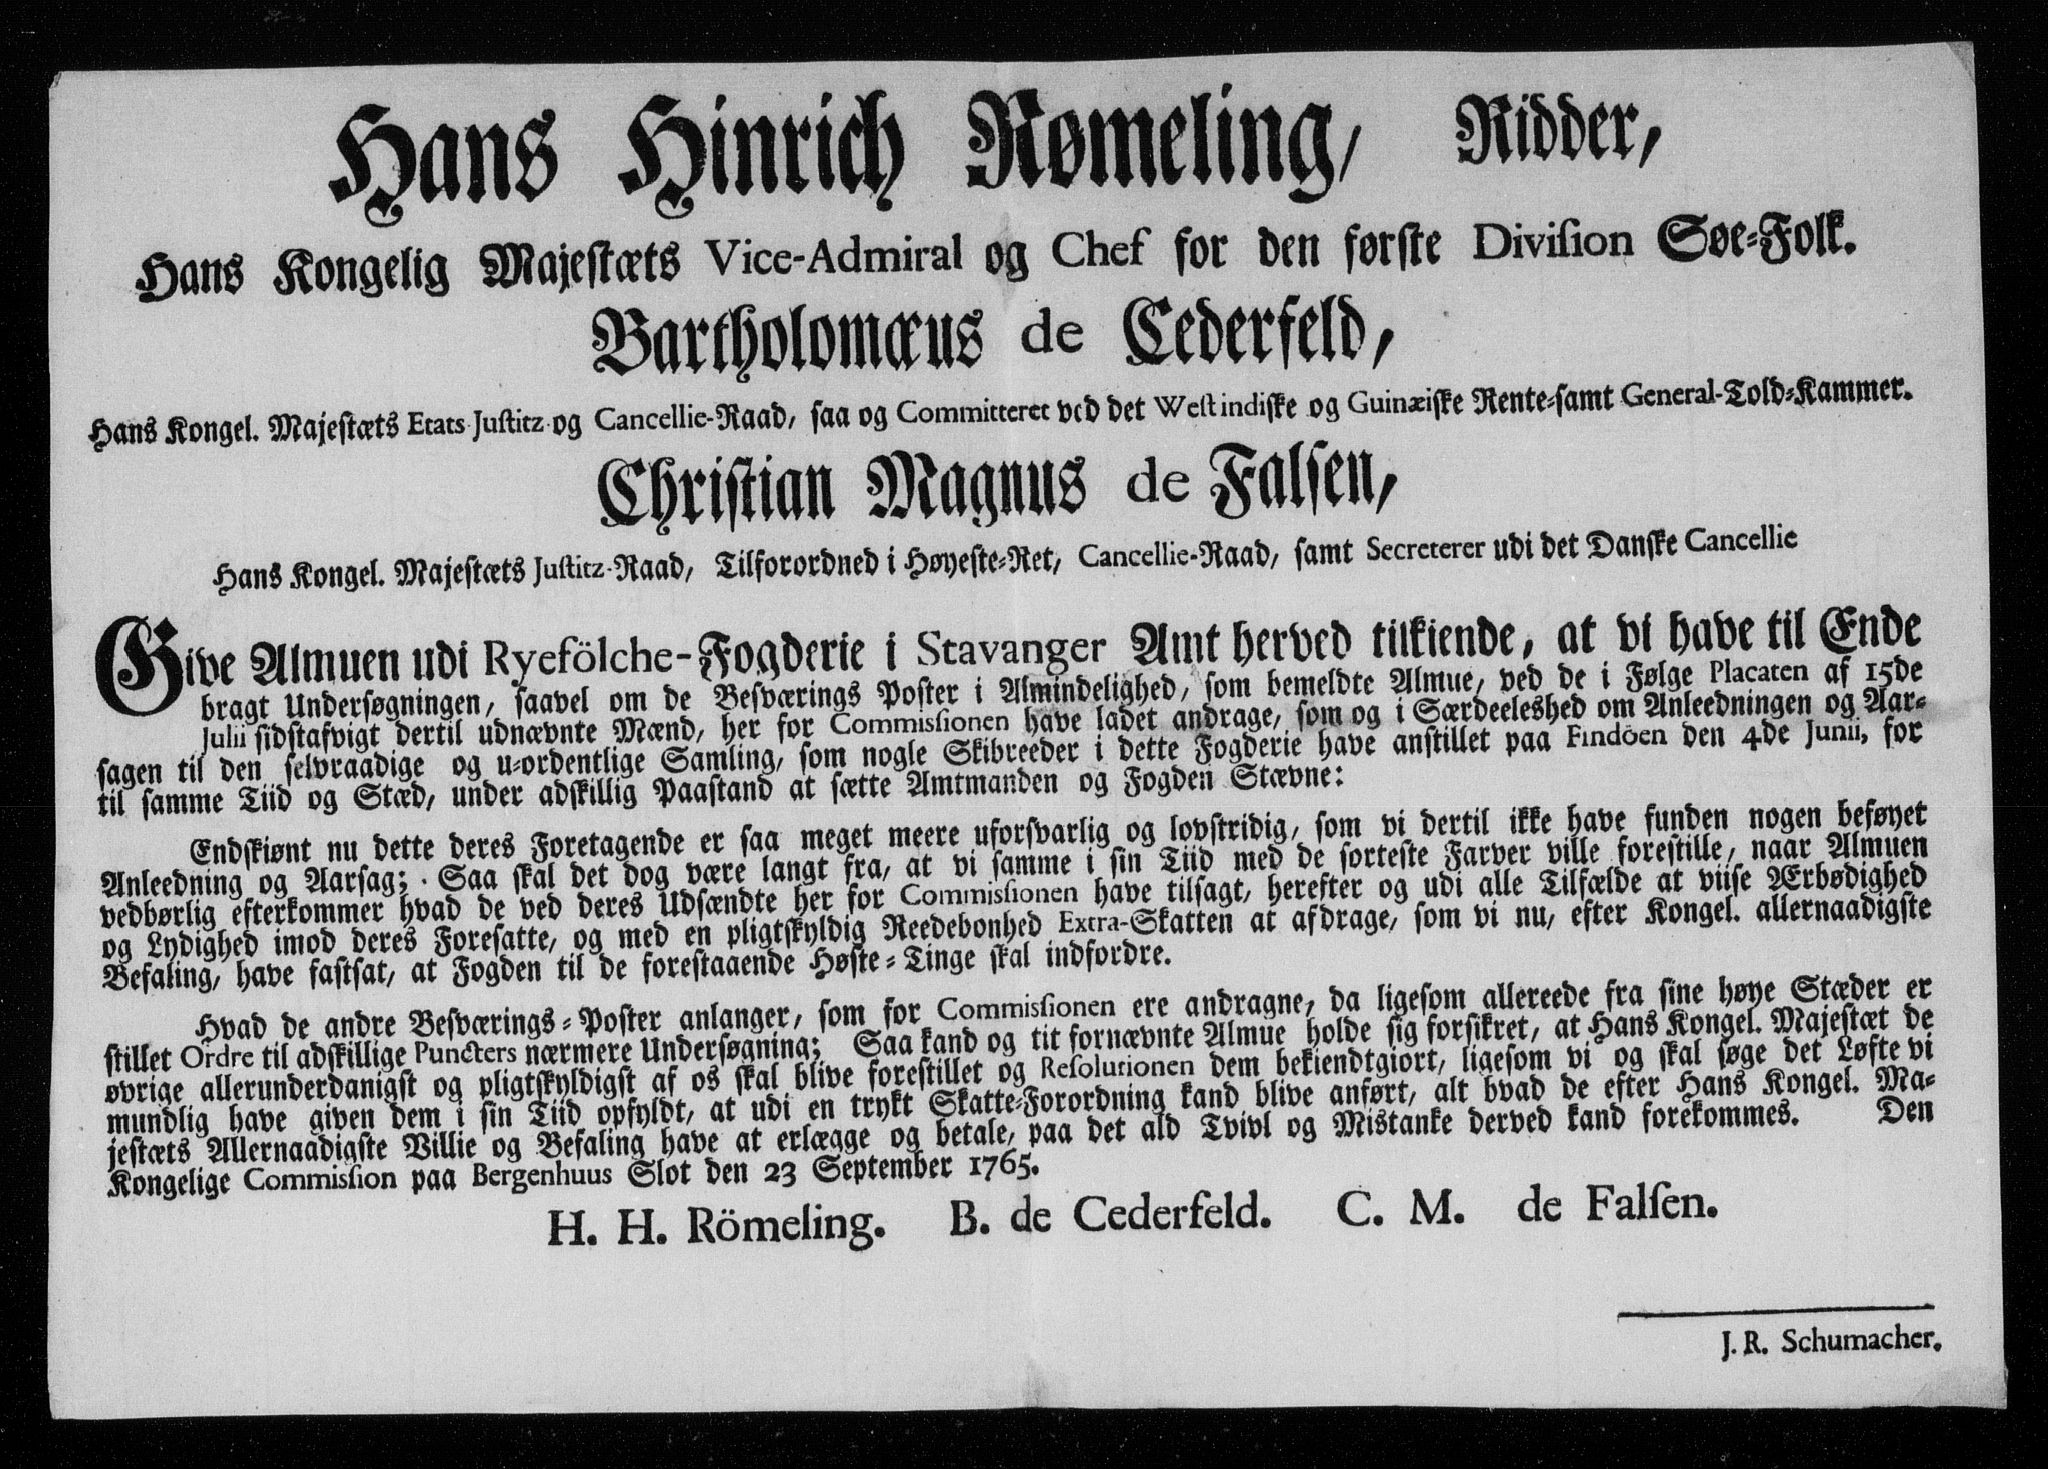 Hans Hinrich Rømeling, Ridder,
Hans Kongelig Majestæts Vice-Admiral og Chef for den første Division Søe-Folk.
Bartholomæus de Cederfeld,
Hans Kongel. Majestæts Etats Justitz og Cancellie-Raad, saa og Committeret ved det Westindiske og Guinæiske Rente-samt General-Told-Kammer.
Christian Magnus de Falsen,
Hans Kongel. Majestæts Justitz-Raad, Tilforordned i Høyeste-Ret, Cancellie-Raad, samt Secreterer udi det Danske Cancellie
Give Almuen udi Ryefölche-Fogderie i Stavanger Amt herved tilkiende, at vi have til Ende
bragt Undersøgningen, saavel om de Besværings Poster i Almindelighed, som bemeldte Almue, ved de i Følge Placaten af 15de
Julii sidstafvigt dertil udnævnte Mænd, her for Commissionen have ladet andrage, som og i Særdeeleshed om Anleedningen og Aar-
sagen til den selvraadige og u-ordentlige Samling, som nogle Skibreeder i dette Fogderie have anstillet paa Findöen den 4de Junii, for
til samme Tiid og Stæd, under adskillig Paastand at sætte Amtmanden og Fogden Stævne:
Endskiønt nu dette deres Foretagende er saa meget meere uforsvarlig og lovstridig, som vi dertil ikke have funden nogen beføyet
Anleedning og Aarsag; Saa skal det dog være langt fra, at vi samme i sin Tiid med de sorteste Farver ville forestille, naar Almuen
vedbørlig efterkommer hvad de ved deres Udsændte her for Commissionen have tilsagt, herefter og udi alle Tilfælde at viise Ærbødighed
og Lydighed imod deres Foresatte, og med en pligtskyldig Reedebonhed Extra-Skatten at afdrage, som vi nu, efter Kongel. allernaadigste
Befaling, have fastsat, at Fogden til de forestaaende Høste-Tinge skal indfordre.
Hvad de andre Besværings-Poster anlanger, som for Commissionen ere andragne, da ligesom allereede fra sine høye Stæder er
stillet Ordre til adskillige Puncters nærmere Undersøgning; Saa kand og tit fornævnte Almue holde sig forsikret, at Hans Kongel. Majestæt de
øvrige allerunderdanigst og pligtskyldigst af os skal blive forestillet og Resolutionen dem bekiendtgiort, ligesom vi og skal søge det Løfte vi
mundlig have given dem i sin Tiid opfyldt, at udi en trykt Skatte-Forordning kand blive anført, alt hvad de efter Hans Kongel. Ma-
jestæts Allernaadigste Villie og Befaling have at erlægge og betale, paa det ald Tvivl og Mistanke derved kand forekommes. Den
Kongelige Commission paa Bergenhuus Slot den 23 September 1765.
H. H. Römeling. B. de Cederfeld. C. M. de Falsen.
J. R. Schumacher.